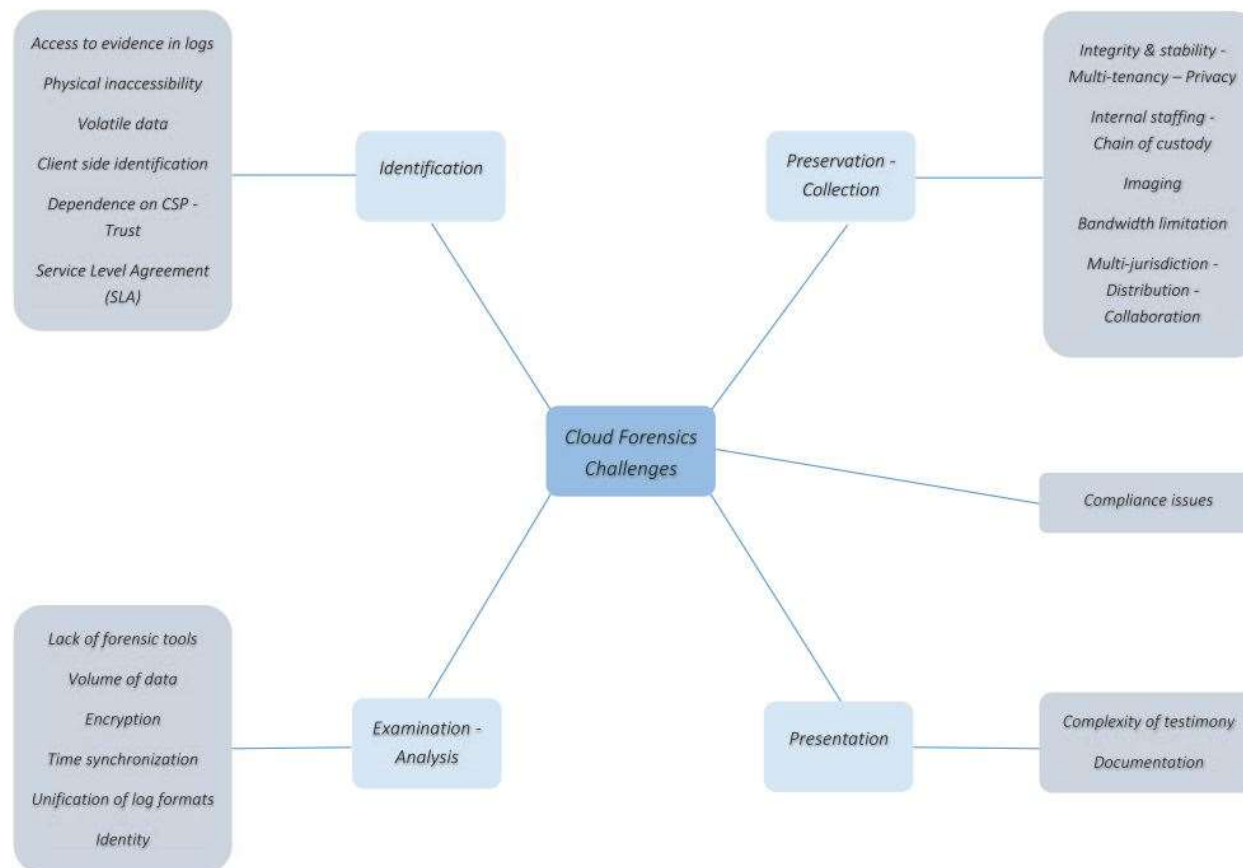 Access to evidence in logs
Physical inaccessibility
Volatile data
Client side identification
Dependence on CSP -
Trust
Service Level Agreement
(SLA)
Identification
Preservation -
Collection
Integrity & stability -
Multi-tenancy – Privacy
Internal staffing -
Chain of custody
Imaging
Bandwidth limitation
Multi-jurisdiction -
Distribution -
Collaboration
Cloud Forensics
Challenges
Compliance issues
Lack of forensic tools
Volume of data
Encryption
Time synchronization
Unification of log formats
Identity
Examination -
Analysis
Presentation
Complexity of testimony
Documentation